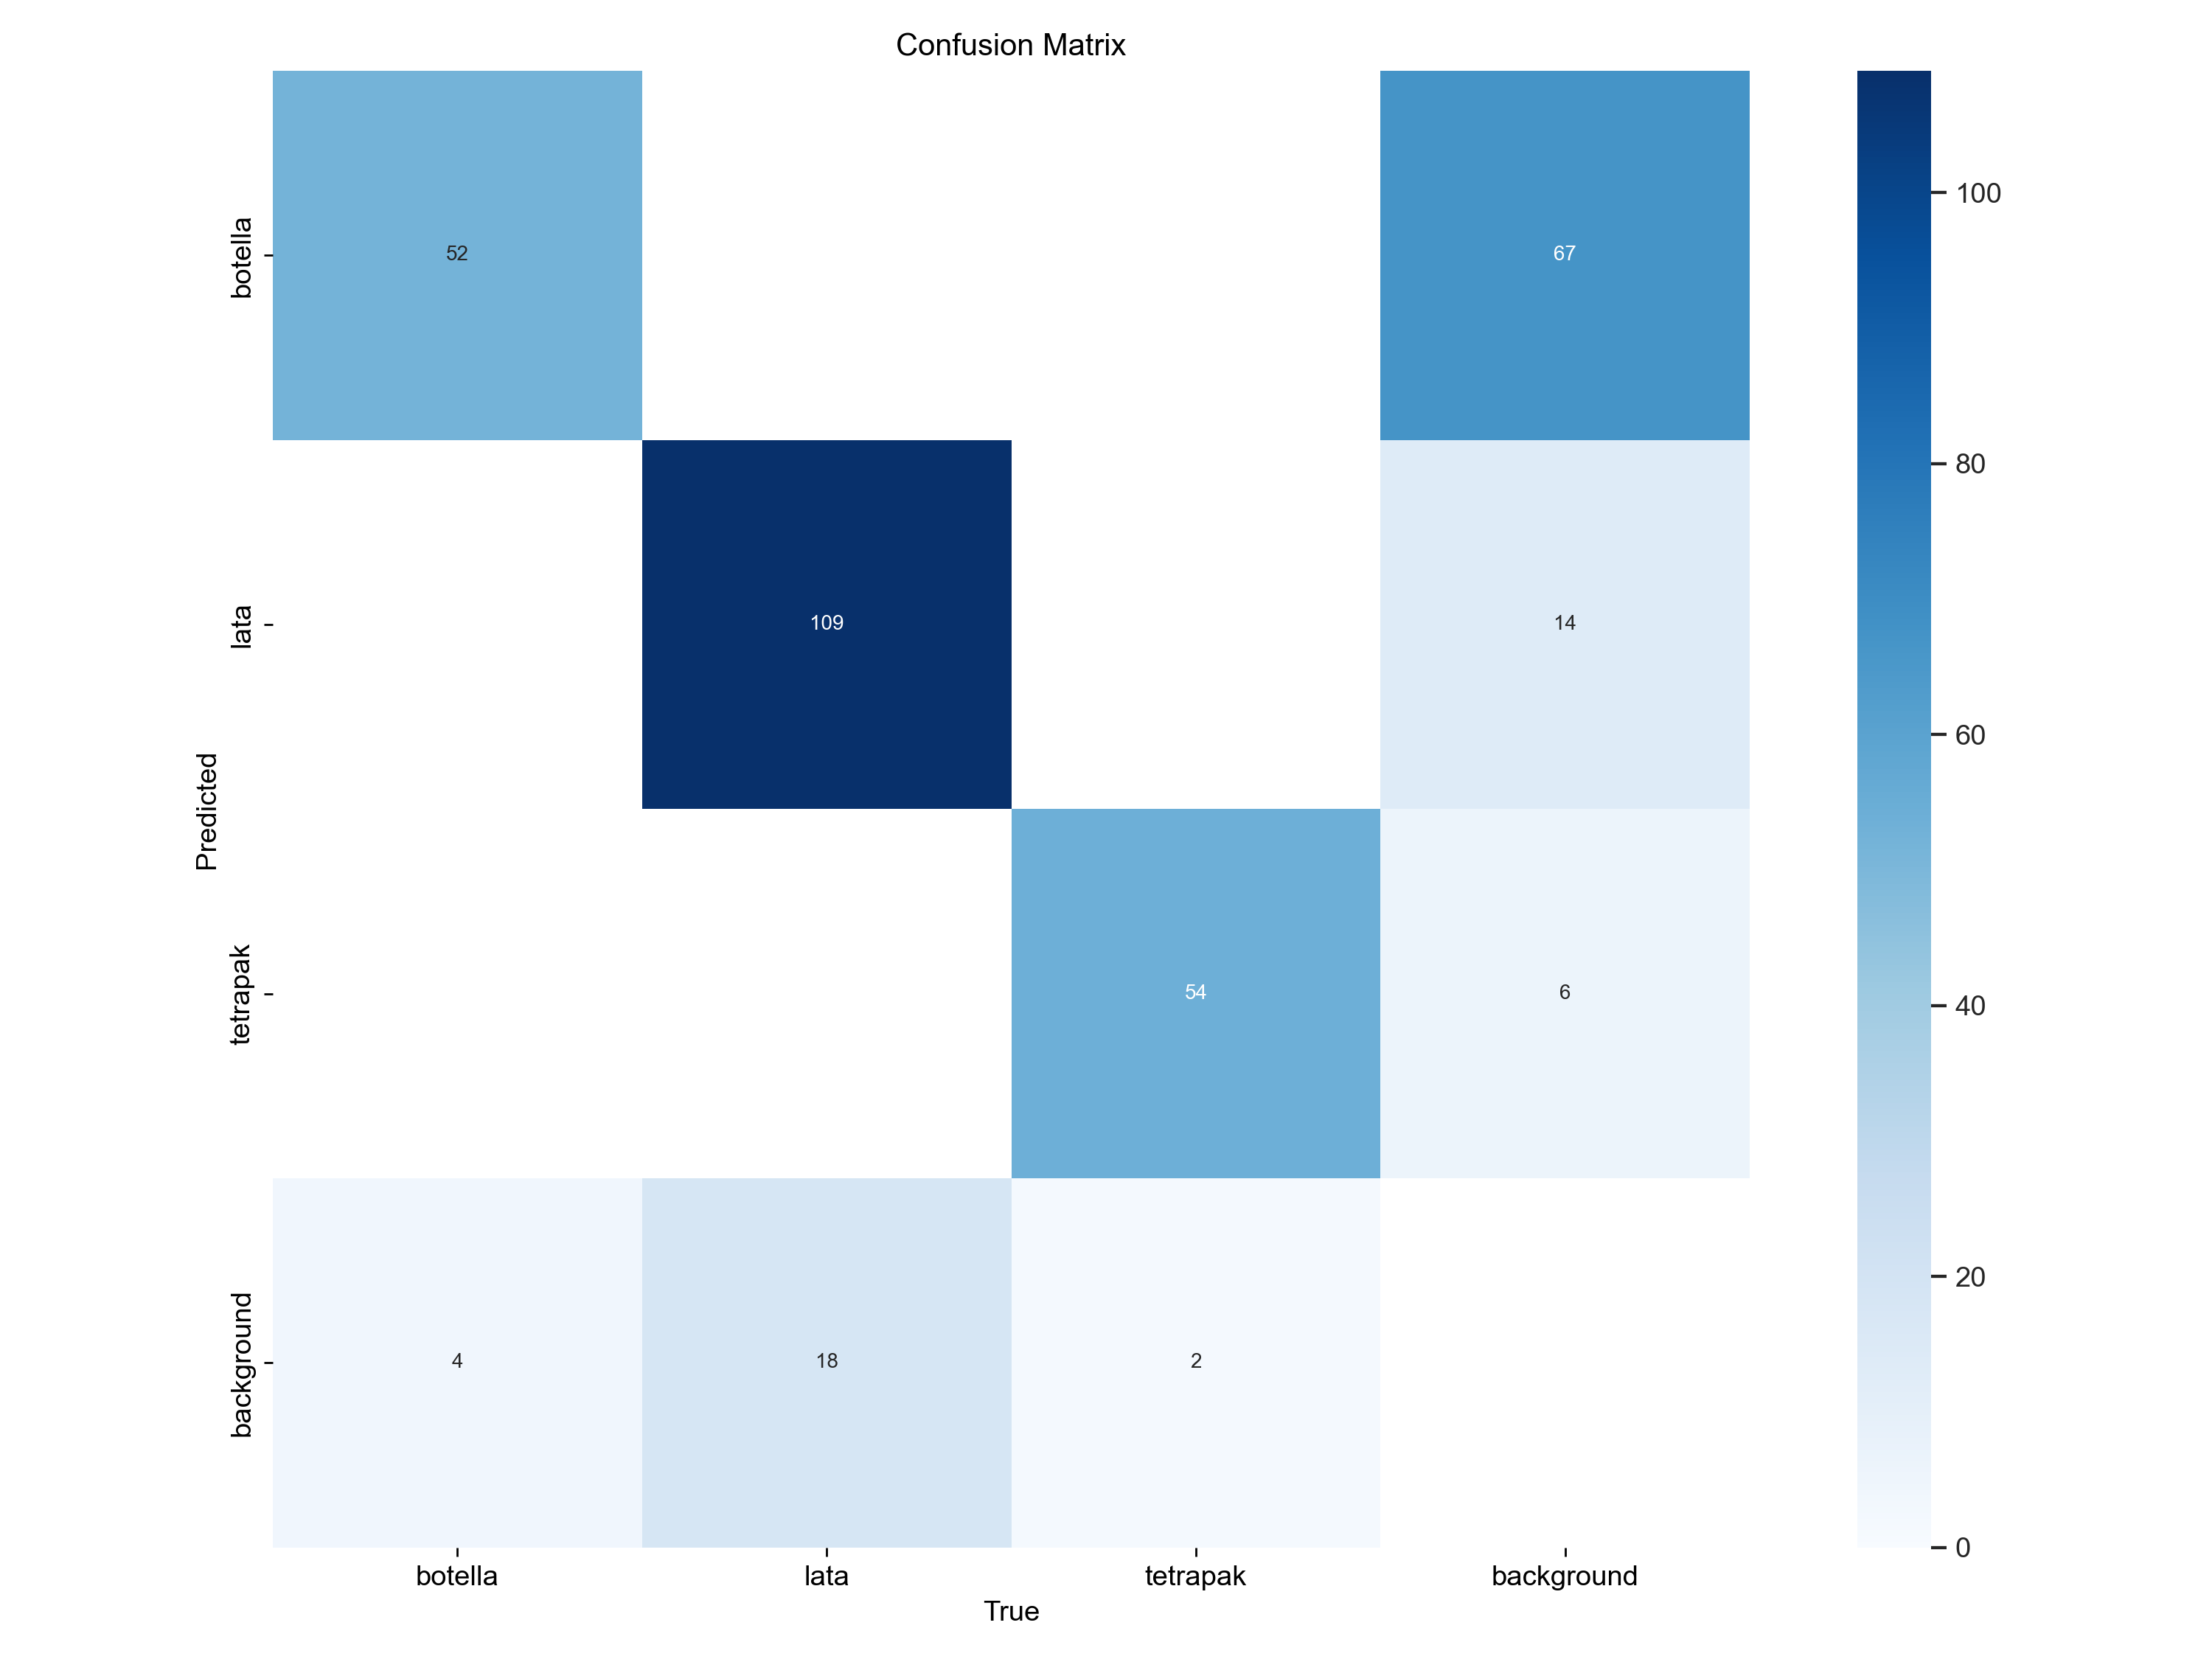 Confusion Matrix
botella
52
67
100
80
lata
109
14
60
Predicted
tetrapak
54
6
40
background
4
18
2
20
0
botella
lata
tetrapak
background
True